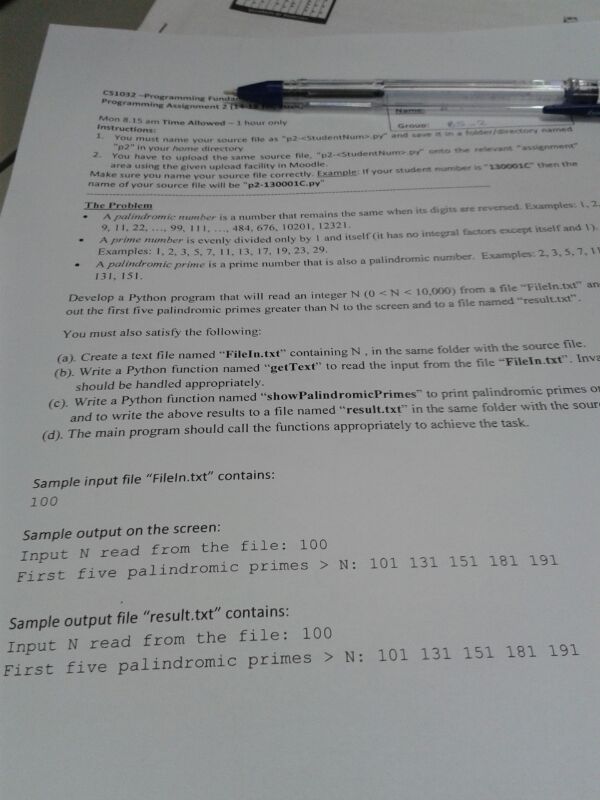 CS1032 –Programming Fundam
Programming Assignment 2
Mon 8.15 am Time Allowed – 1 hour only
Name:
Group:
Instructions:
1. You must name your source file as "p2-<StudentNum>.py" and save it in a folder/directory named
"p2" in your home directory
2. You have to upload the same source file, "p2-<StudentNum>.py" onto the relevant "assignment"
area using the given upload facility in Moodle.
Make sure you name your source file correctly. Example: If your student number is "130001C" then the
name of your source file will be "p2-130001C.py"
The Problem
• A palindromic number is a number that remains the same when its digits are reversed. Examples: 1, 2,
9, 11, 22, …, 99, 111, …, 484, 676, 10201, 12321.
• A prime number is evenly divided only by 1 and itself (it has no integral factors except itself and 1).
Examples: 1, 2, 3, 5, 7, 11, 13, 17, 19, 23, 29.
• A palindromic prime is a prime number that is also a palindromic number. Examples: 2, 3, 5, 7, 11
131, 151.
Develop a Python program that will read an integer N (0 < N < 10,000) from a file "FileIn.txt" an
out the first five palindromic primes greater than N to the screen and to a file named "result.txt".
You must also satisfy the following:
(a). Create a text file named "FileIn.txt" containing N , in the same folder with the source file.
(b). Write a Python function named "getText" to read the input from the file "FileIn.txt". Inva
should be handled appropriately.
(c). Write a Python function named "showPalindromicPrimes" to print palindromic primes o
and to write the above results to a file named "result.txt" in the same folder with the sour
(d). The main program should call the functions appropriately to achieve the task.
Sample input file "FileIn.txt" contains:
100
Sample output on the screen:
Input N read from the file: 100
First five palindromic primes > N: 101 131 151 181 191
Sample output file "result.txt" contains:
Input N read from the file: 100
First five palindromic primes > N: 101 131 151 181 191